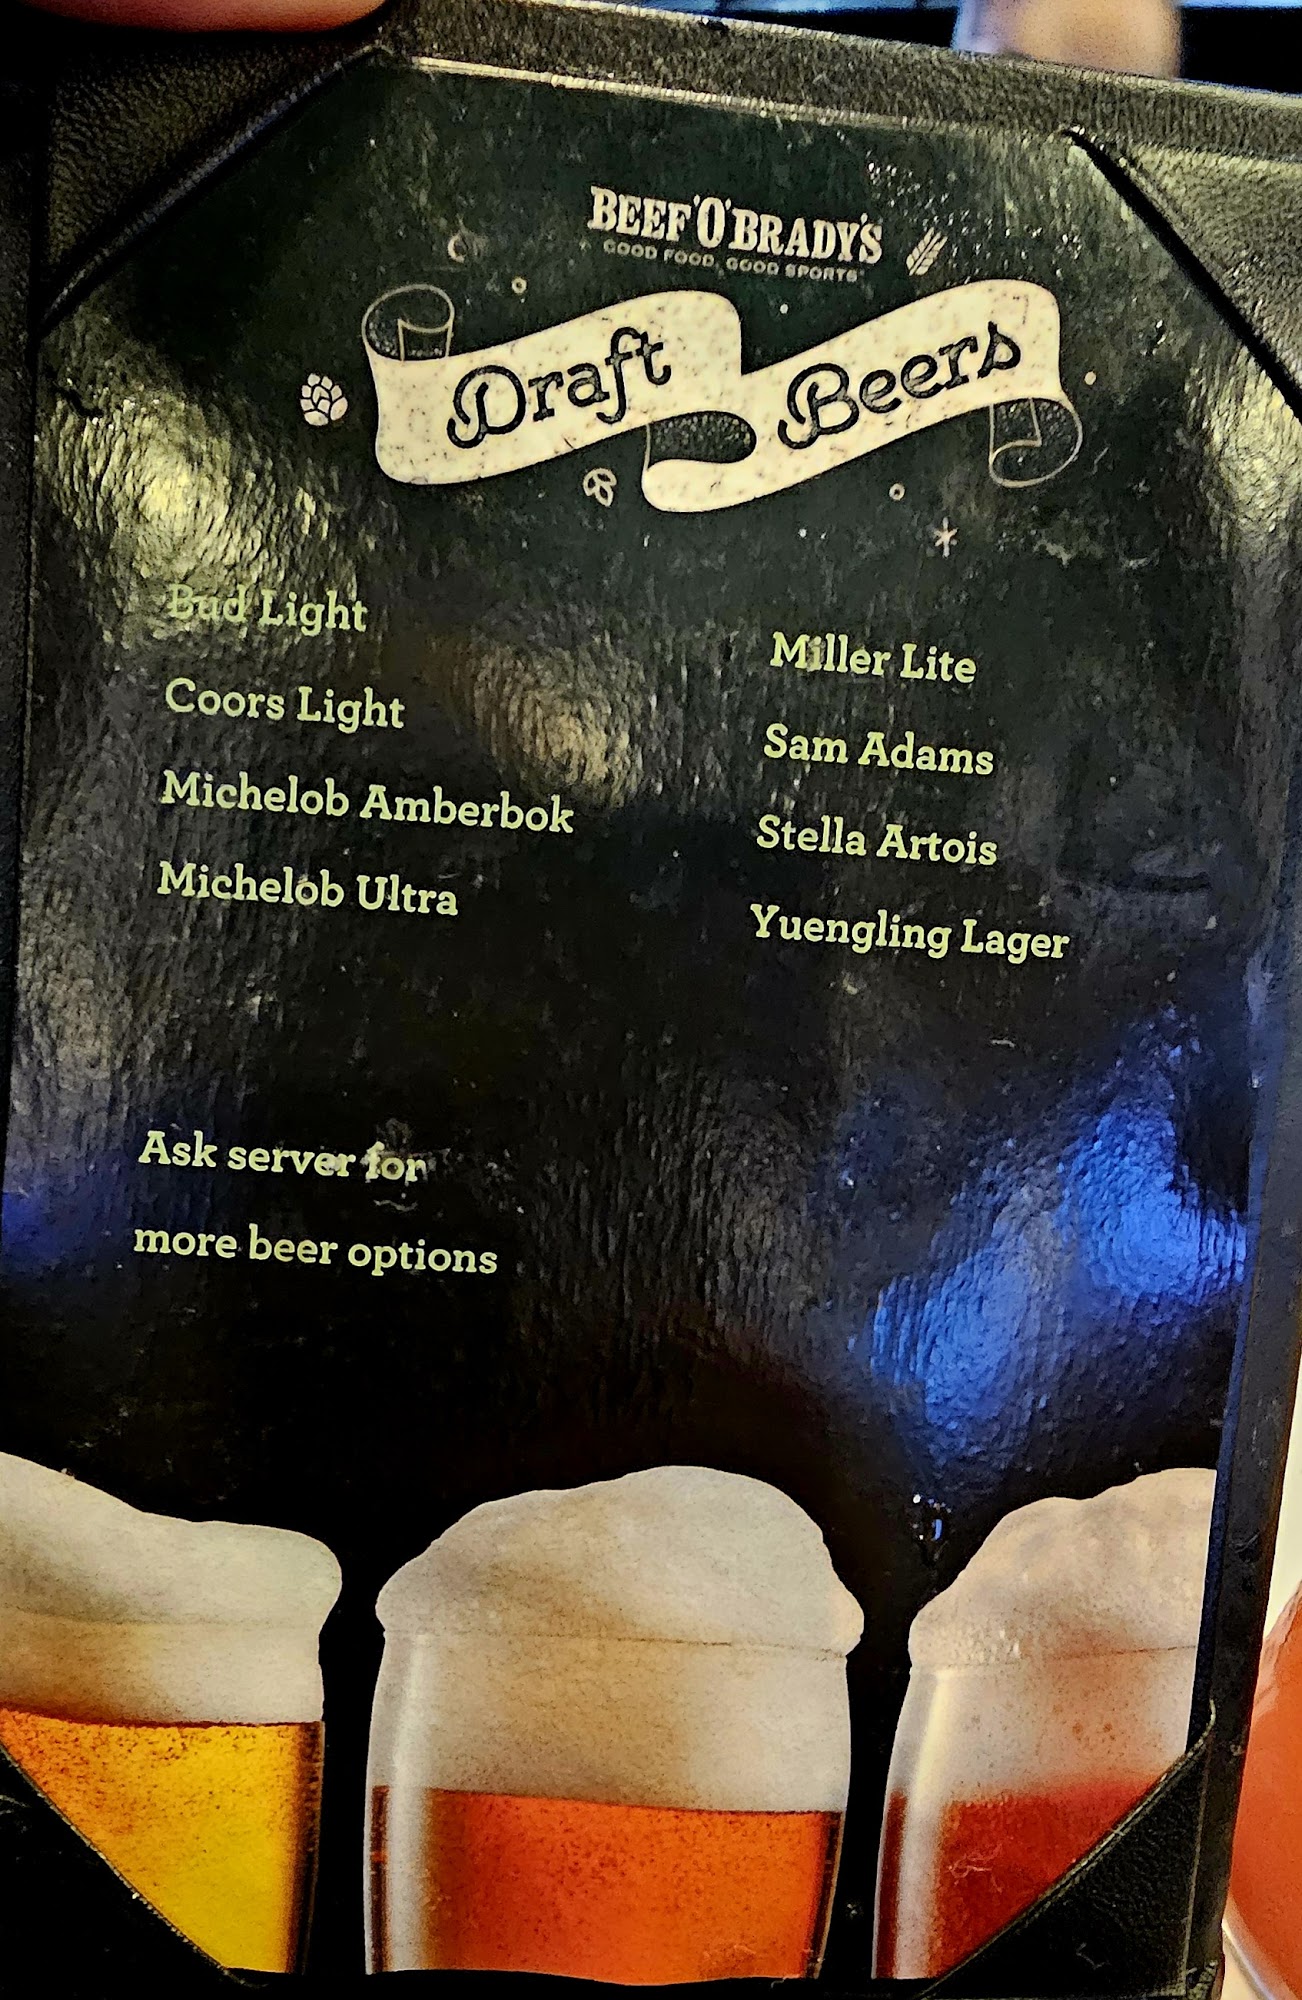 BEEF'O'BRADY'S
GOOD FOOD, GOOD SPORTS
Draft Beers
Bud Light
Coors Light
Michelob Amberbok
Michelob Ultra
Miller Lite
Sam Adams
Stella Artois
Yuengling Lager
Ask server for
more beer options